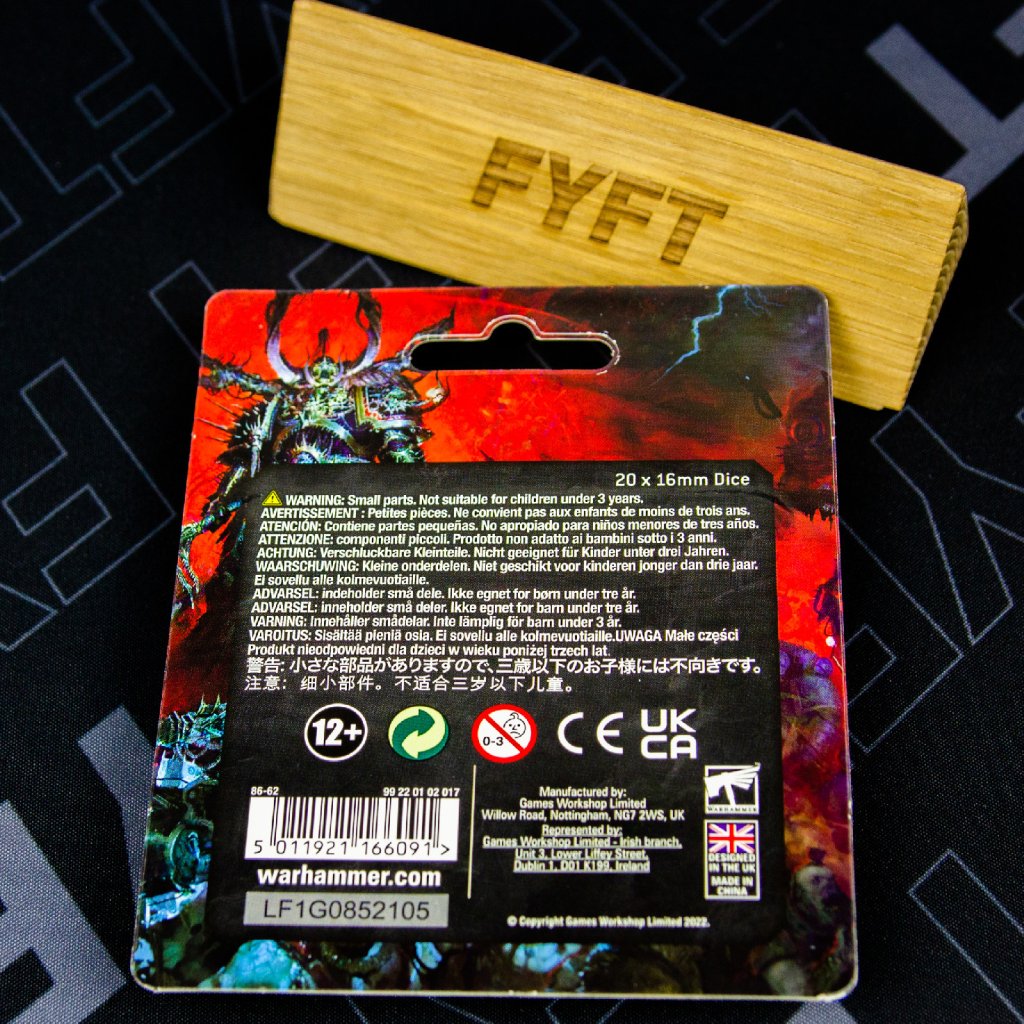 FYFT
20 x 16mm Dice
WARNING: Small parts. Not suitable for children under 3 years.
AVERTISSEMENT : Petites pièces. Ne convient pas aux enfants de moins de trois ans.
ATENCIÓN: Contiene partes pequeñas. No apropiado para niños menores de tres años.
ATTENZIONE: componenti piccoli. Prodotto non adatto ai bambini sotto i 3 anni.
ACHTUNG: Verschluckbare Kleinteile. Nicht geeignet für Kinder unter drei Jahren.
WAARSCHUWING: Kleine onderdelen. Niet geschikt voor kinderen jonger dan drie jaar.
Ei sovellu alle kolmevuotiaille.
ADVARSEL: indeholder små dele. Ikke egnet for børn under tre år.
ADVARSEL: inneholder små deler. Ikke egnet for barn under tre år.
VARNING: Innehåller smådelar. Inte lämplig för barn under 3 år.
VAROITUS: Sisältää pieniä osia. Ei sovellu alle kolmevuotiaille.UWAGA Małe części
Produkt nieodpowiedni dla dzieci w wieku poniżej trzech lat.
警告: 小さな部品がありますので、三歳以下のお子様には不向きです。
注意: 细小部件。不适合三岁以下儿童。
12+
0-3
CE
UK
CA
86-62 99 22 01 02 017
5 011921 166091 >
warhammer.com
LF1G0852105
Manufactured by:
Games Workshop Limited
Willow Road, Nottingham, NG7 2WS, UK
Represented by:
Games Workshop Limited - Irish branch,
Unit 3, Lower Liffey Street,
Dublin 1, D01 K199, Ireland
WARHAMMER
DESIGNED
IN THE UK
MADE IN
CHINA
© Copyright Games Workshop Limited 2022.